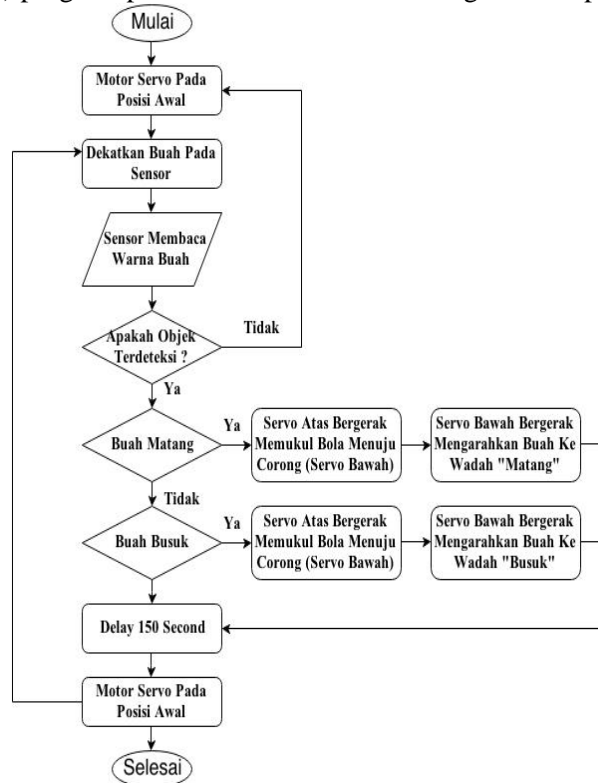 Mulai
Motor Servo Pada
Posisi Awal
Dekatkan Buah Pada
Sensor
Sensor Membaca
Warna Buah
Apakah Objek
Terdeteksi ?
Tidak
Ya
Buah Matang
Ya
Servo Atas Bergerak
Memukul Bola Menuju
Corong (Servo Bawah)
Servo Bawah Bergerak
Mengarahkan Buah Ke
Wadah "Matang"
Tidak
Buah Busuk
Ya
Servo Atas Bergerak
Memukul Bola Menuju
Corong (Servo Bawah)
Servo Bawah Bergerak
Mengarahkan Buah Ke
Wadah "Busuk"
Delay 150 Second
Motor Servo Pada
Posisi Awal
Selesai